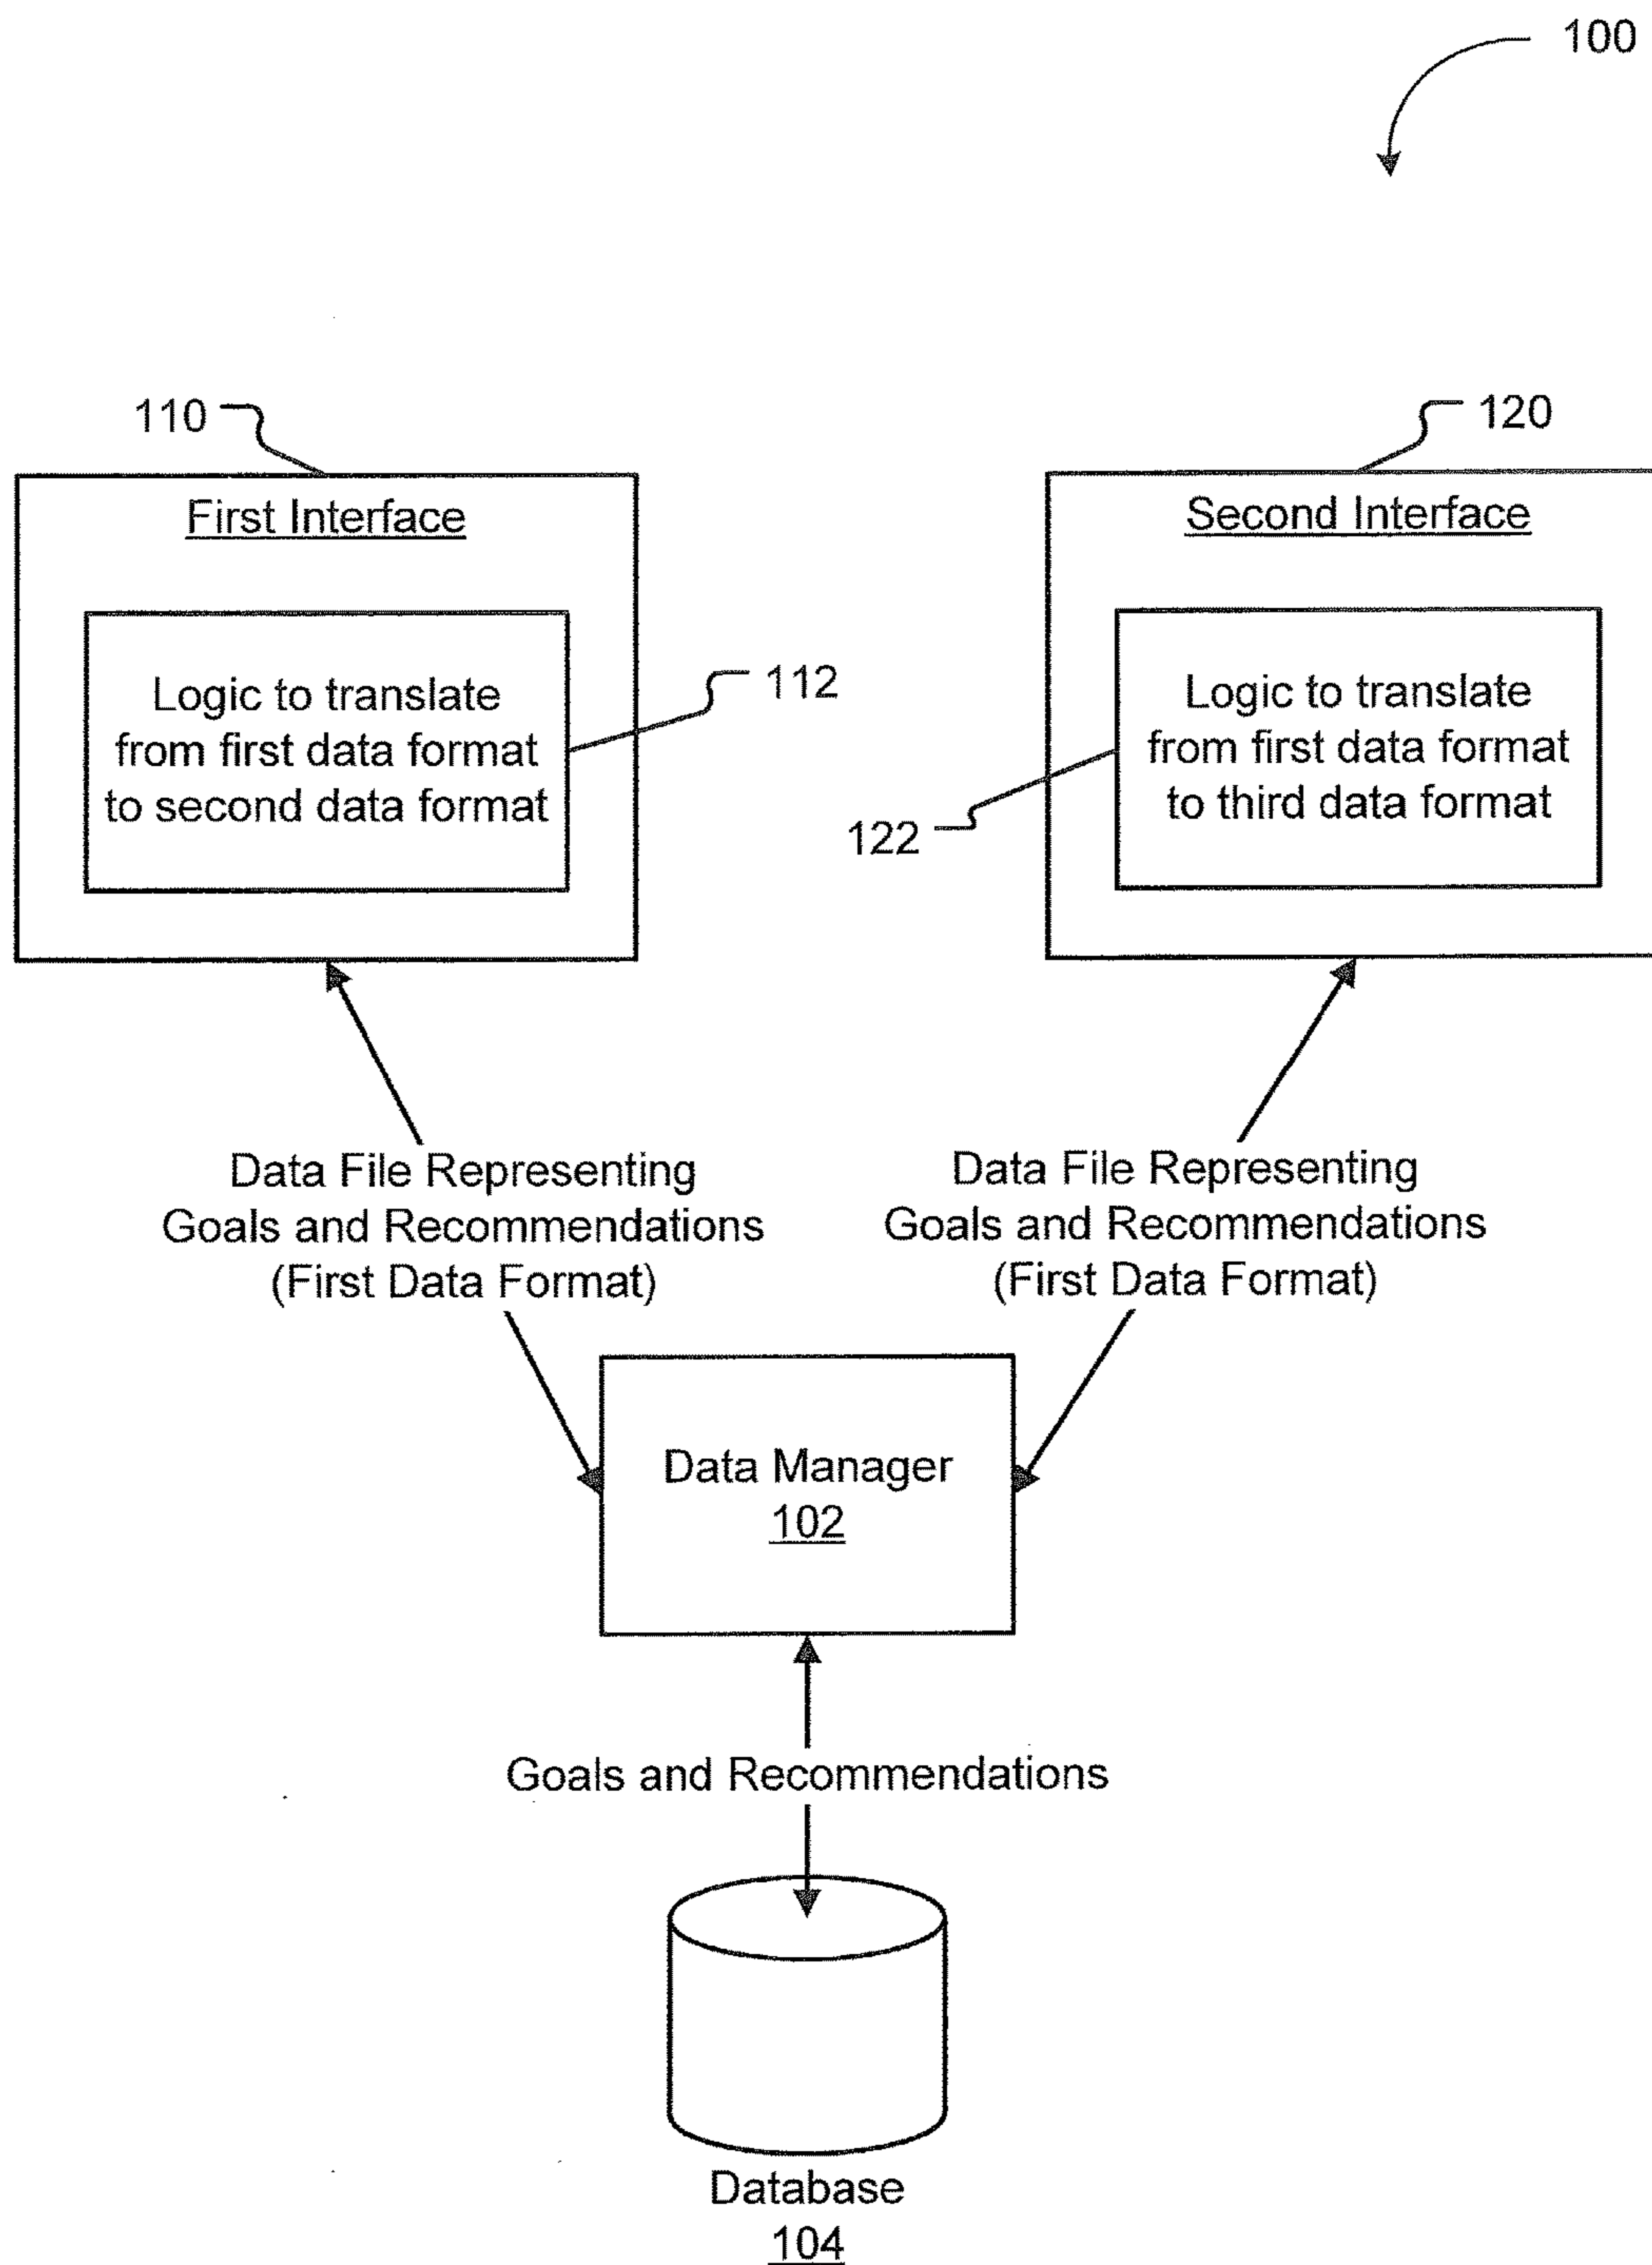 100
110
120
First Interface
Second Interface
Logic to translate
from first data format
to second data format
112
Logic to translate
from first data format
to third data format
122
Data File Representing
Goals and Recommendations
(First Data Format)
Data File Representing
Goals and Recommendations
(First Data Format)
Data Manager
102
Goals and Recommendations
Database
104